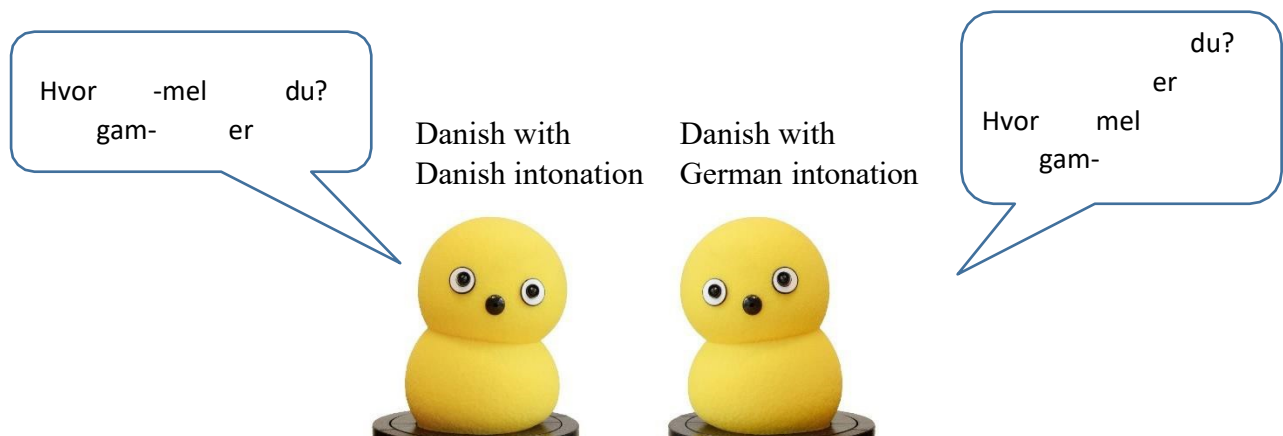 Hvor -mel du?
gam- er
Danish with
Danish intonation
Danish with
German intonation
du?
er
Hvor mel
gam-